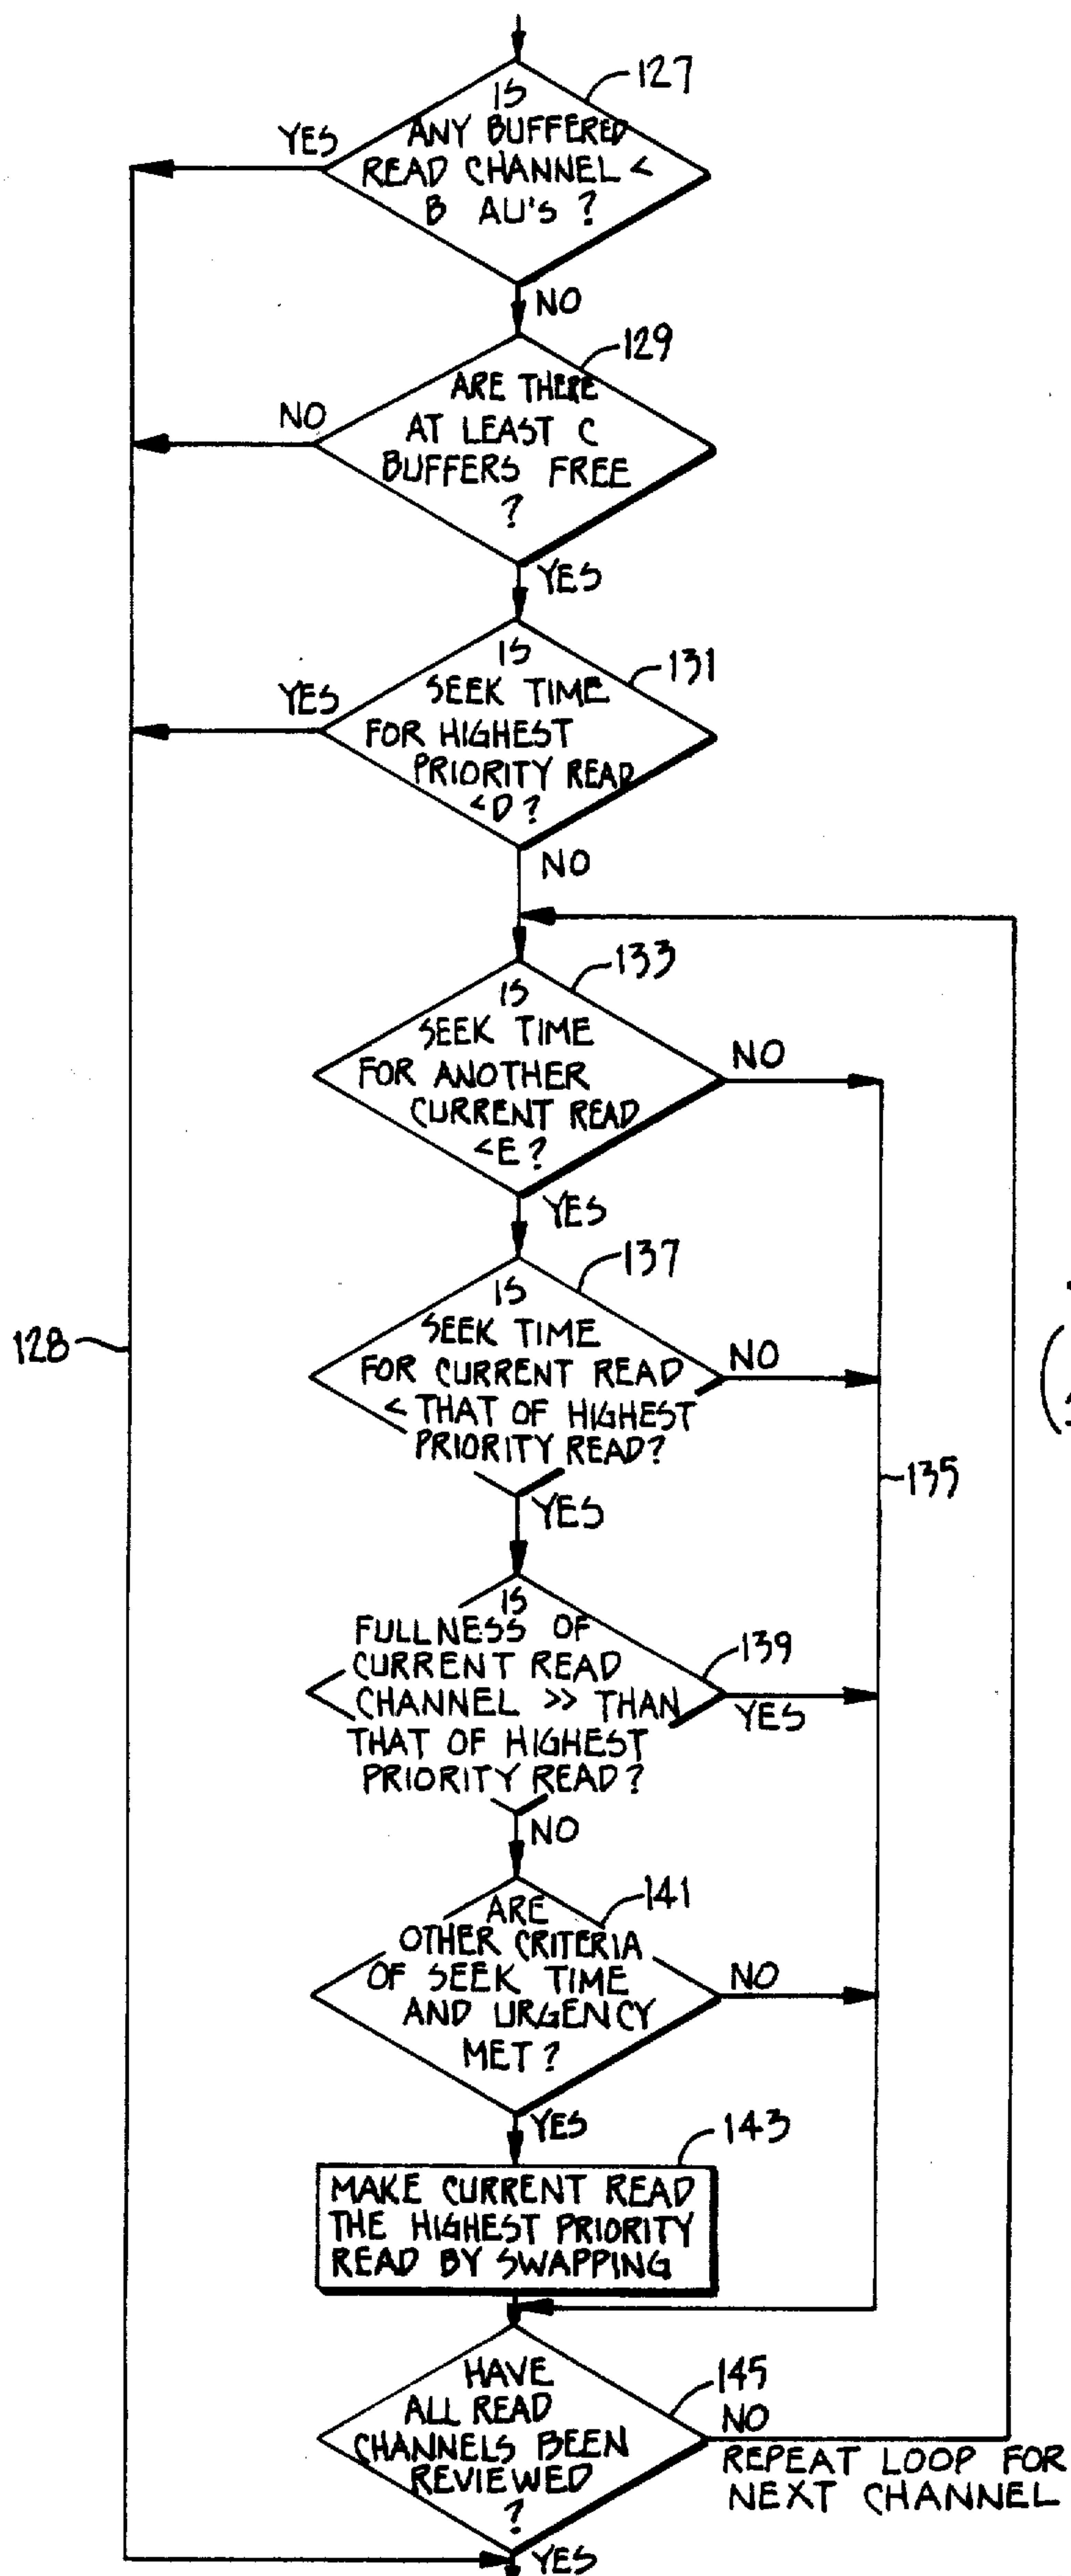 127
IS
ANY BUFFERED
READ CHANNEL <
B AU's ?
YES
NO
129
ARE THERE
AT LEAST C
BUFFERS FREE
?
NO
YES
131
IS
SEEK TIME
FOR HIGHEST
PRIORITY READ
<D?
YES
NO
133
IS
SEEK TIME
FOR ANOTHER
CURRENT READ
<E?
NO
YES
137
IS
SEEK TIME
FOR CURRENT READ
< THAT OF HIGHEST
PRIORITY READ?
NO
YES
128
135
IS
FULLNESS OF
CURRENT READ
CHANNEL >> THAN
THAT OF HIGHEST
PRIORITY READ?
139
YES
NO
141
ARE
OTHER CRITERIA
OF SEEK TIME
AND URGENCY
MET?
NO
YES
143
MAKE CURRENT READ
THE HIGHEST PRIORITY
READ BY SWAPPING
145
HAVE
ALL READ
CHANNELS BEEN
REVIEWED
?
NO
REPEAT LOOP FOR
NEXT CHANNEL
YES